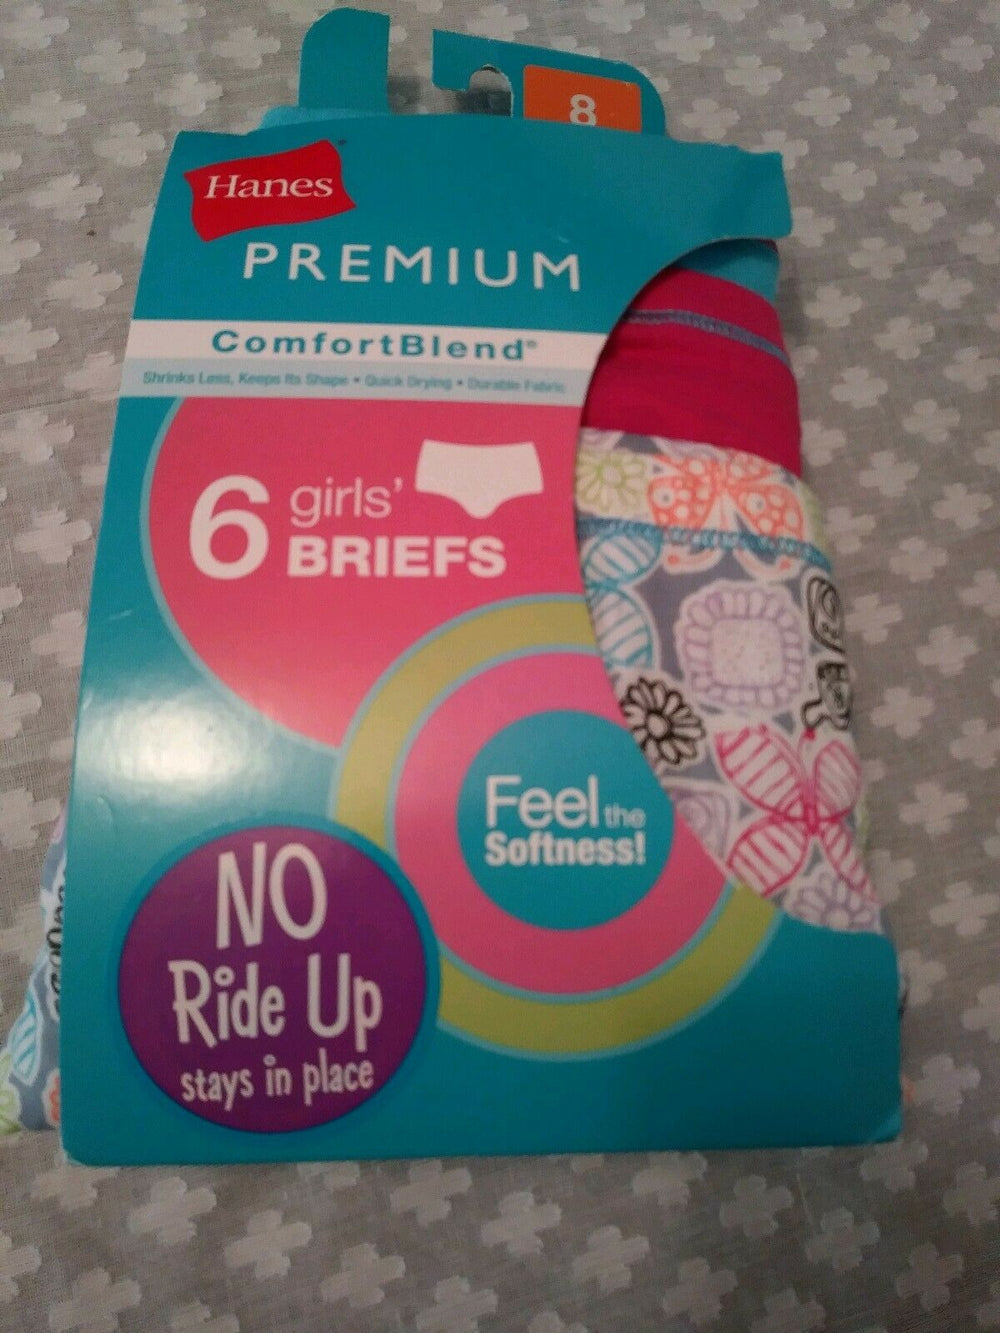 8
Hanes
PREMIUM
ComfortBlend®
Shrinks Less, Keeps Its Shape • Quick Drying • Durable Fabric
6 girls'
BRIEFS
Feel the
Softness!
NO
Ride Up
stays in place